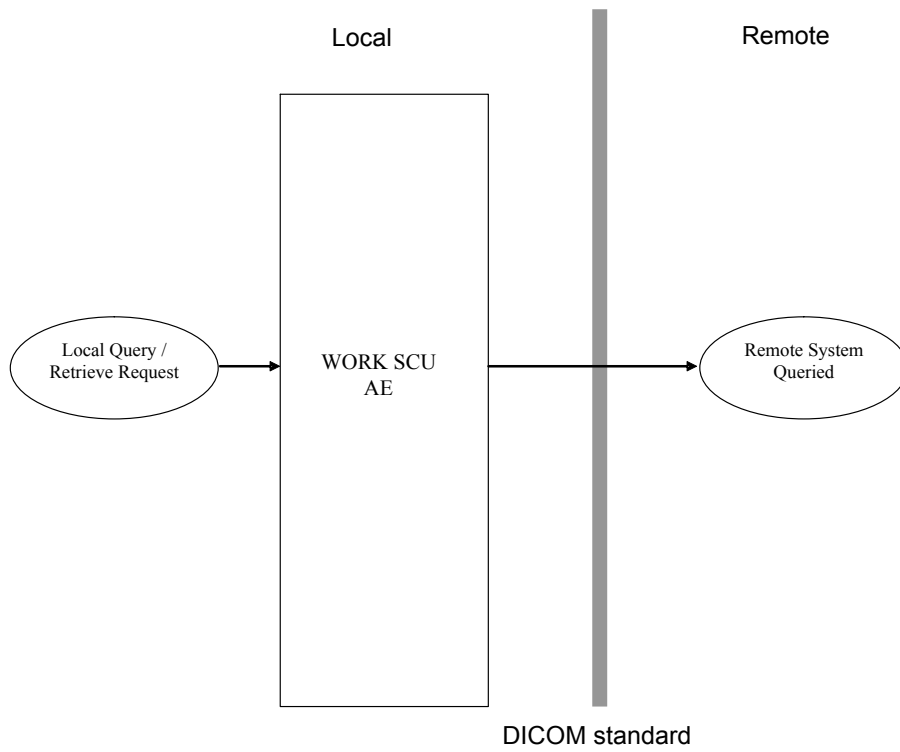 Local
Remote
Local Query /
Retrieve Request
WORK SCU
AE
Remote System
Queried
DICOM standard